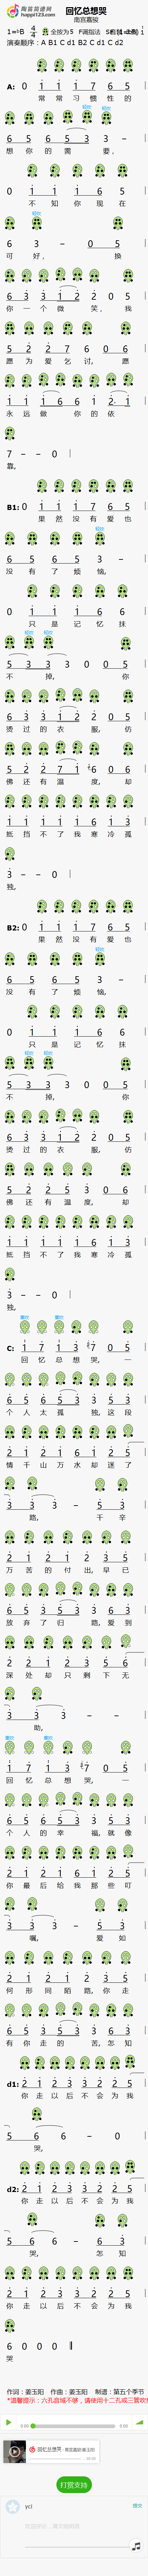 陶笛简谱网
happi123.com
回忆总想哭
南宫嘉骏
1=♭B 4/4 全按为5 F调指法
演奏顺序: A B1 C d1 B2 C d1 C d2
A: 0 1 1 1 7 6 5
常 常 习 惯 性 的
6 5 6 5 3 3 -
想 你 的 需 要,
0 1 1 1 6 5
不 知 你 现 在
6 3 - 0 5
可 好, 换
6 3 3 1 2 2 0 5
你 一 个 微 笑, 我
5 2 2 7 6 0 6
愿 为 爱 乞 讨, 愿
1 1 1 6 6 1 2· 1
永 远 做 你 的 依
7 - - 0
靠,
B1: 0 1 1 1 7 6 5
果 然 没 有 爱 也
6 5 6 5 3 -
没 有 了 烦 恼,
0 1 1 1 6 6
只 是 记 忆 抹
5 3 3 3 0 0 5
不 掉, 你
6 3 3 1 2 2 0 5
烫 过 的 衣 服, 仿
5 2 2 7 1 6 0 6
佛 还 有 温 度, 却
1 1 1 1 1 6 1 3
抵 挡 不 了 我 寒 冷 孤
3 - - 0
独,
B2: 0 1 1 1 7 6 5
果 然 没 有 爱 也
6 5 6 5 3 -
没 有 了 烦 恼,
0 1 1 1 6 6
只 是 记 忆 抹
5 3 3 3 0 0 5
不 掉, 你
6 3 3 1 2 2 0 5
烫 过 的 衣 服, 仿
5 2 2 5 3 0 6
佛 还 有 温 度, 却
1 1 1 1 1 6 1 3
抵 挡 不 了 我 寒 冷 孤
3 - - 0
独,
C: 1 7 1 3 7 0 5
回 忆 总 想 哭, 一
6 5 6 5 3 3 5 3
个 人 太 孤 独, 这 段
2 1 2 1 6 1 2 5
情 千 山 万 水 却 迷 了
3 3 3 - 5 3
路, 千 辛
2 1 2 1 2 3 5
万 苦 的 付 出, 早 已
6 5 3 5 3 3 6 3
放 弃 了 归 路, 爱 到
2 2 1 2 3 5 6
深 处 却 只 剩 下 无
3 3 3 - -
助,
1 7 1 3 7 0 5
回 忆 总 想 哭, 一
6 5 6 5 3 3 5 3
个 人 的 幸 福, 就 像
2 1 2 1 6 1 2 5
你 最 后 给 我 那 些 叮
3 3 3 - 5 3
嘱, 爱 如
2 1 2 1 2 3 5
何 形 同 陌 路, 你 走
6 5 3 5 3 3 6 3
有 你 走 的 苦, 怎 知
d1: 2 1 2 3 3 2 2 5
你 走 以 后 不 会 为 我
5 6 6 - 0
哭,
d2: 2 1 2 3 3 2 2 5
你 走 以 后 不 会 为 我
5 6 6 - 6 3
哭, 怎 知
2 1 2 3 3 2 2 5
你 走 以 后 不 会 为 我
6 0 0 0
哭
作词: 姜玉阳 作曲: 姜玉阳 制谱: 第五个季节
*温馨提示: 六孔音域不够, 请使用十二孔或三管吹奏
0:00 0:00
回忆总想哭
打赏支持
ycl
提交